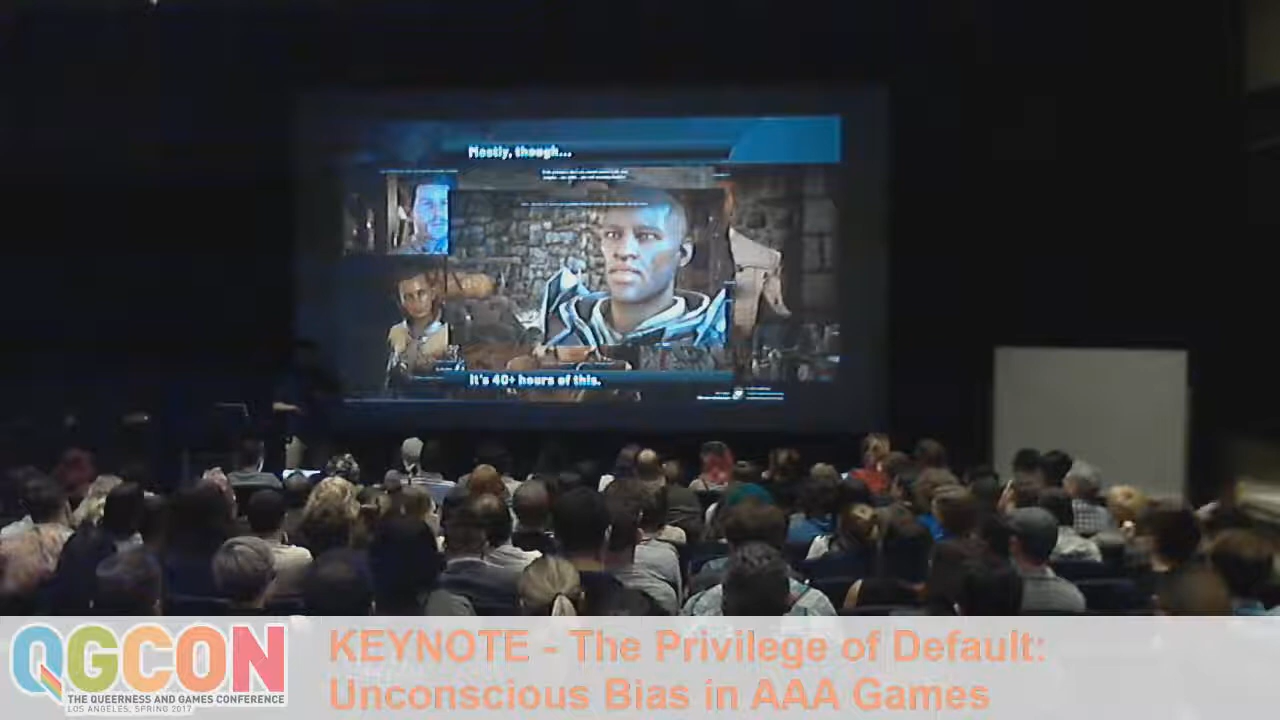 Mostly, though...
It's 40+ hours of this.
QGCON
THE QUEERNESS AND GAMES CONFERENCE
LOS ANGELES, SPRING 2017
KEYNOTE - The Privilege of Default:
Unconscious Bias in AAA Games